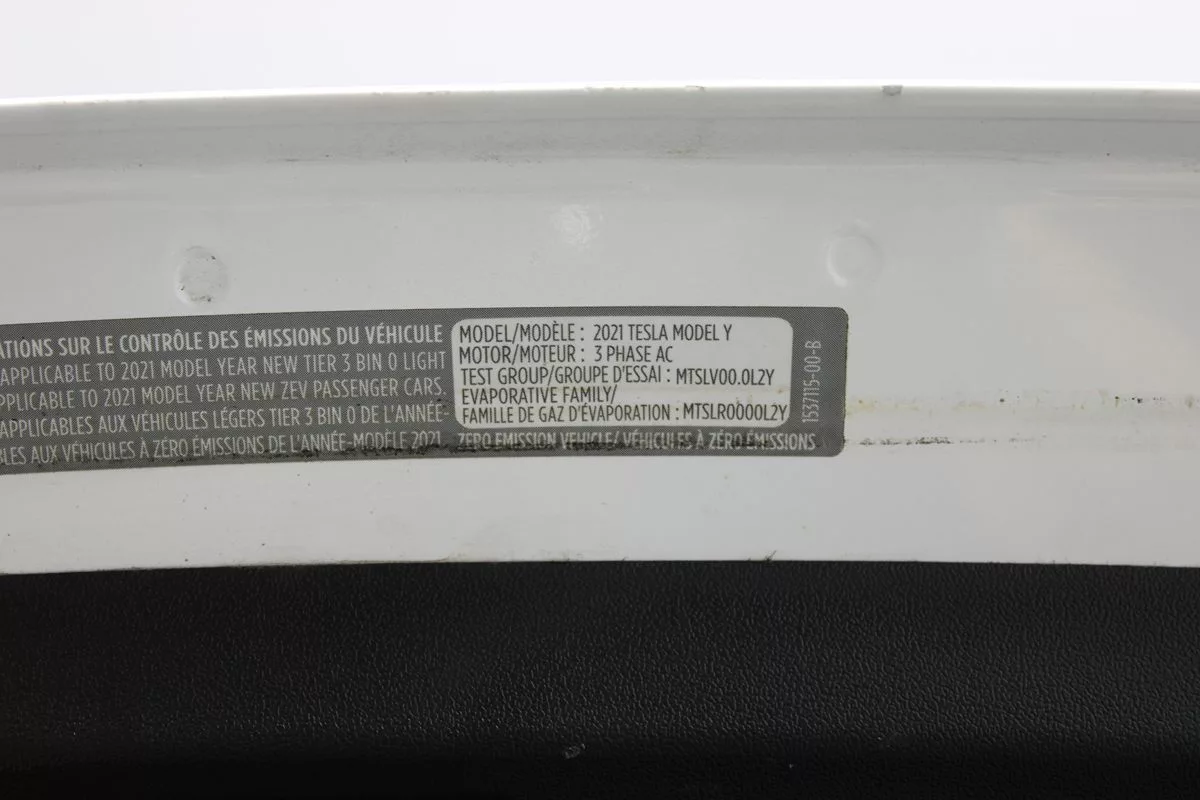 ATIONS SUR LE CONTRÔLE DES ÉMISSIONS DU VÉHICULE
APPLICABLE TO 2021 MODEL YEAR NEW TIER 3 BIN 0 LIGHT
PPLICABLE TO 2021 MODEL YEAR NEW ZEV PASSENGER CARS.
APPLICABLES AUX VÉHICULES LÉGERS TIER 3 BIN 0 DE L'ANNÉE-
BLES AUX VÉHICULES À ZÉRO ÉMISSIONS DE L'ANNÉE-MODÈLE 2021.
MODEL/MODÈLE : 2021 TESLA MODEL Y
MOTOR/MOTEUR : 3 PHASE AC
TEST GROUP/GROUPE D'ESSAI : MTSLV00.0L2Y
EVAPORATIVE FAMILY/
FAMILLE DE GAZ D'ÉVAPORATION : MTSLR0000L2Y
ZERO EMISSION VEHICLE/ VÉHICULES À ZÉRO ÉMISSIONS
1537115-00-B